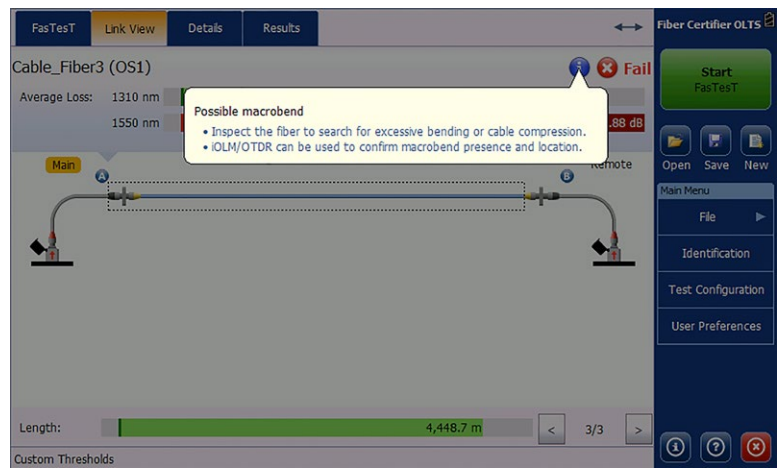 FasTesT Link View Details Results
Fiber Certifier OLTS
Cable_Fiber3 (OS1)
Fail
Average Loss: 1310 nm
1550 nm
.88 dB
Possible macrobend
• Inspect the fiber to search for excessive bending or cable compression.
• iOLM/OTDR can be used to confirm macrobend presence and location.
Start
FasTesT
Open Save New
Main
A
B
Remote
Main Menu
File
Identification
Test Configuration
User Preferences
Length: 4,448.7 m < 3/3 >
Custom Thresholds